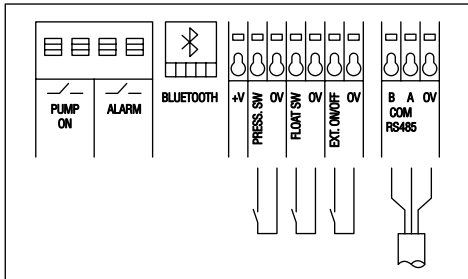 PUMP ON
ALARM
BLUETOOTH
+V
PRESS. SW
0V
FLOAT SW
0V
EXT. ON/OFF
0V
B A 0V
COM
RS485